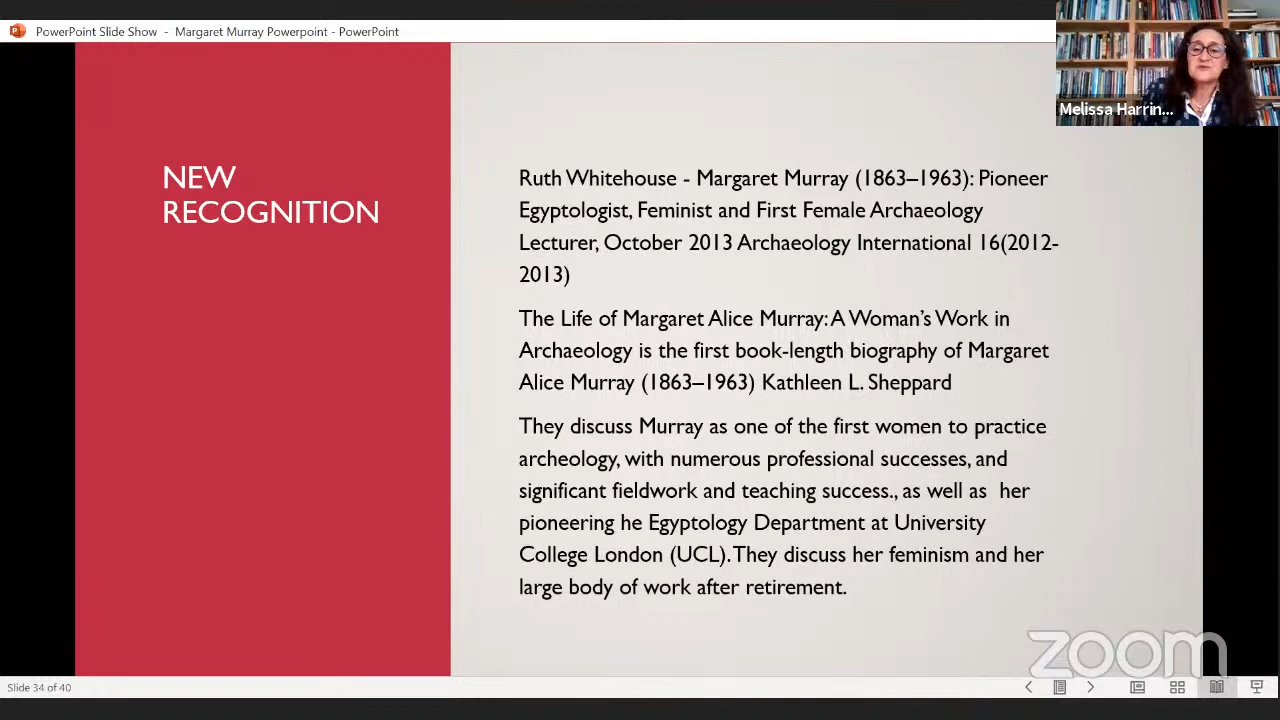 PowerPoint Slide Show - Margaret Murray Powerpoint - PowerPoint
Melissa Harrin...
NEW
RECOGNITION
Ruth Whitehouse - Margaret Murray (1863–1963): Pioneer
Egyptologist, Feminist and First Female Archaeology
Lecturer, October 2013 Archaeology International 16(2012-
2013)
The Life of Margaret Alice Murray: A Woman's Work in
Archaeology is the first book-length biography of Margaret
Alice Murray (1863–1963) Kathleen L. Sheppard
They discuss Murray as one of the first women to practice
archeology, with numerous professional successes, and
significant fieldwork and teaching success., as well as her
pioneering he Egyptology Department at University
College London (UCL). They discuss her feminism and her
large body of work after retirement.
zoom
Slide 34 of 40